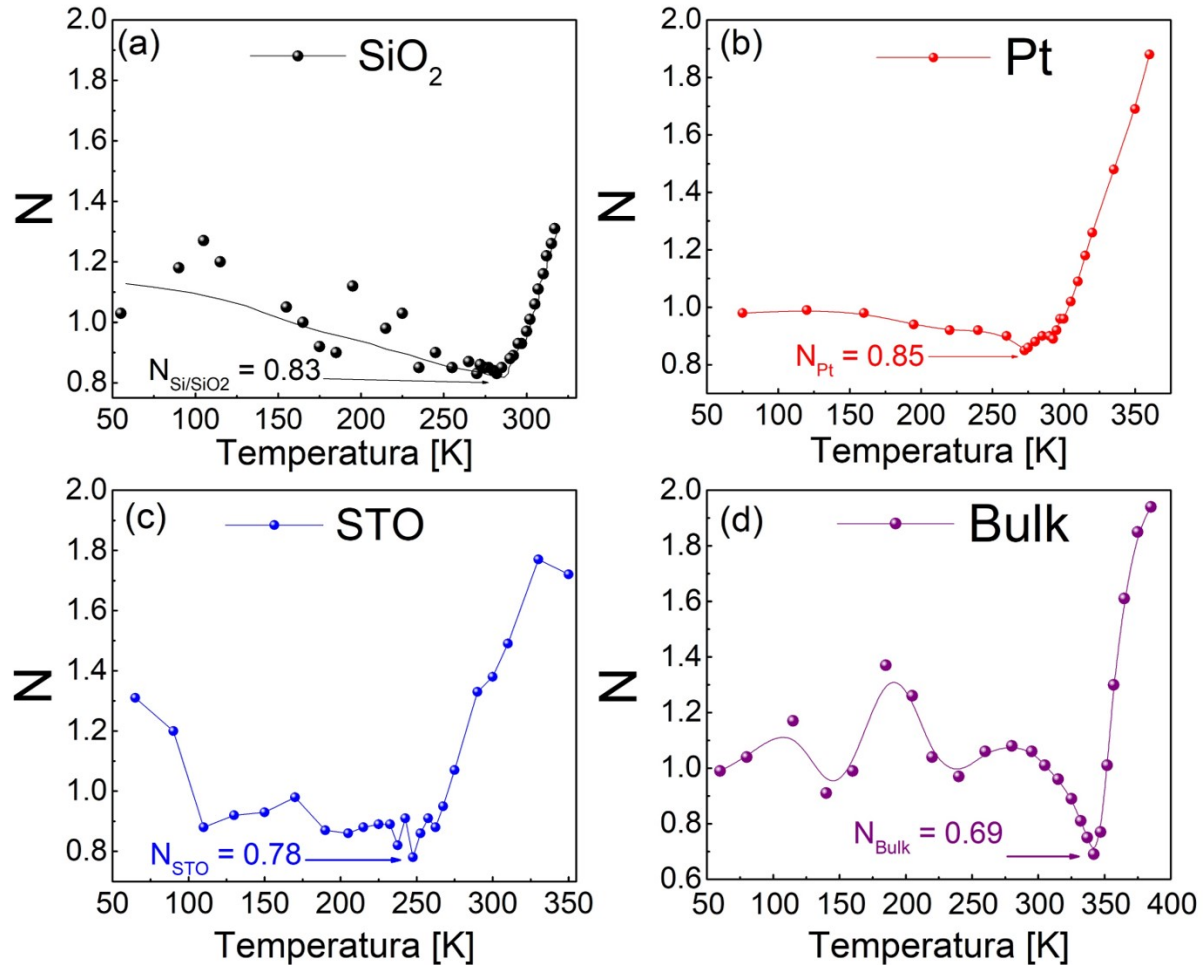 (a)
SiO2
N
2.0
1.8
1.6
1.4
1.2
1.0
0.8
NSi/SiO2 = 0.83
50 100 150 200 250 300
Temperatura [K]
(b)
Pt
N
2.0
1.8
1.6
1.4
1.2
1.0
0.8
NPt = 0.85
50 100 150 200 250 300 350
Temperatura [K]
(c)
STO
N
2.0
1.8
1.6
1.4
1.2
1.0
0.8
NSTO = 0.78
50 100 150 200 250 300 350
Temperatura [K]
(d)
Bulk
N
2.0
1.8
1.6
1.4
1.2
1.0
0.8
0.6
NBulk = 0.69
50 100 150 200 250 300 350 400
Temperatura [K]